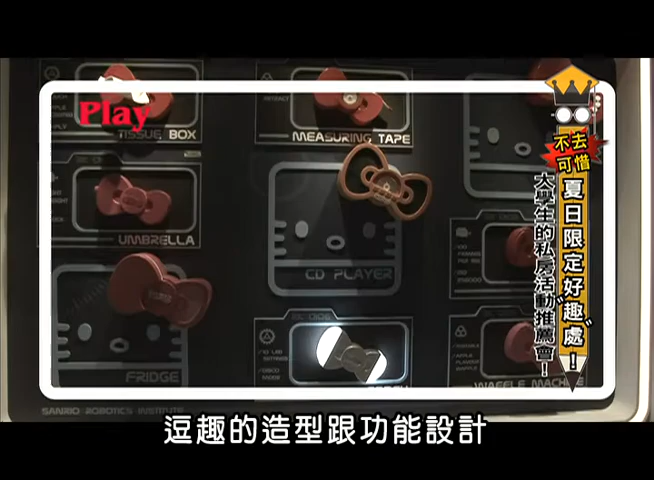 Play
TISSUE BOX
MEASURING TAPE
UMBRELLA
CD PLAYER
FRIDGE
WAFFLE MACHINE
SANRIO ROBOTICS INSTITUTE
不去
可惜
夏日限定好"趣"處!
大學生的私房活動推薦會!
逗趣的造型跟功能設計